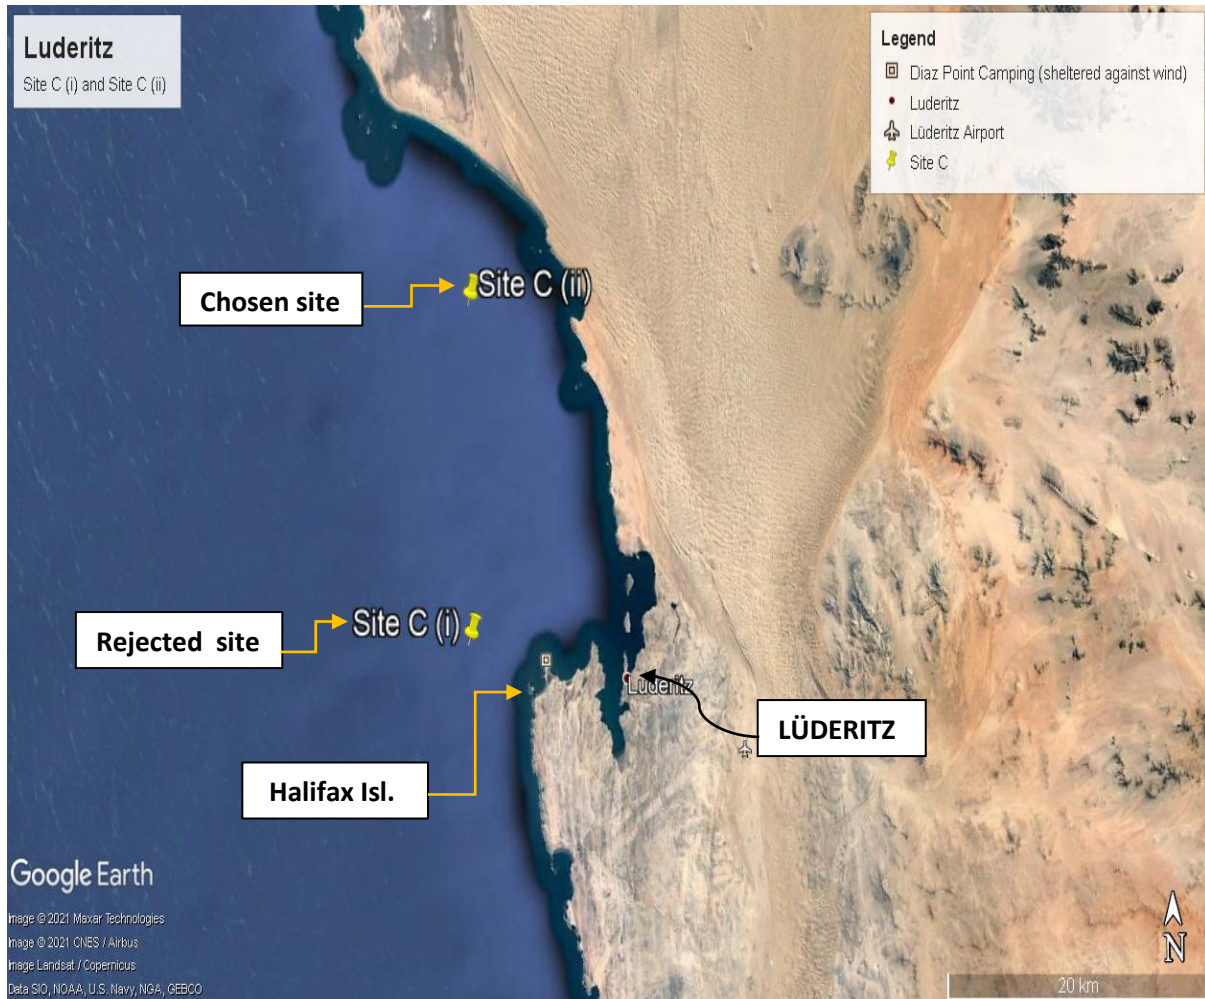 Luderitz
Site C (i) and Site C (ii)
Legend
Diaz Point Camping (sheltered against wind)
Luderitz
Lüderitz Airport
Site C
Chosen site
Site C (ii)
Rejected site
Site C (i)
Luderitz
LÜDERITZ
Halifax Isl.
Google Earth
Image © 2021 Maxar Technologies
Image © 2021 CNES / Airbus
Image Landsat / Copernicus
Data SIO, NOAA, U.S. Navy, NGA, GEBCO
N
20 km